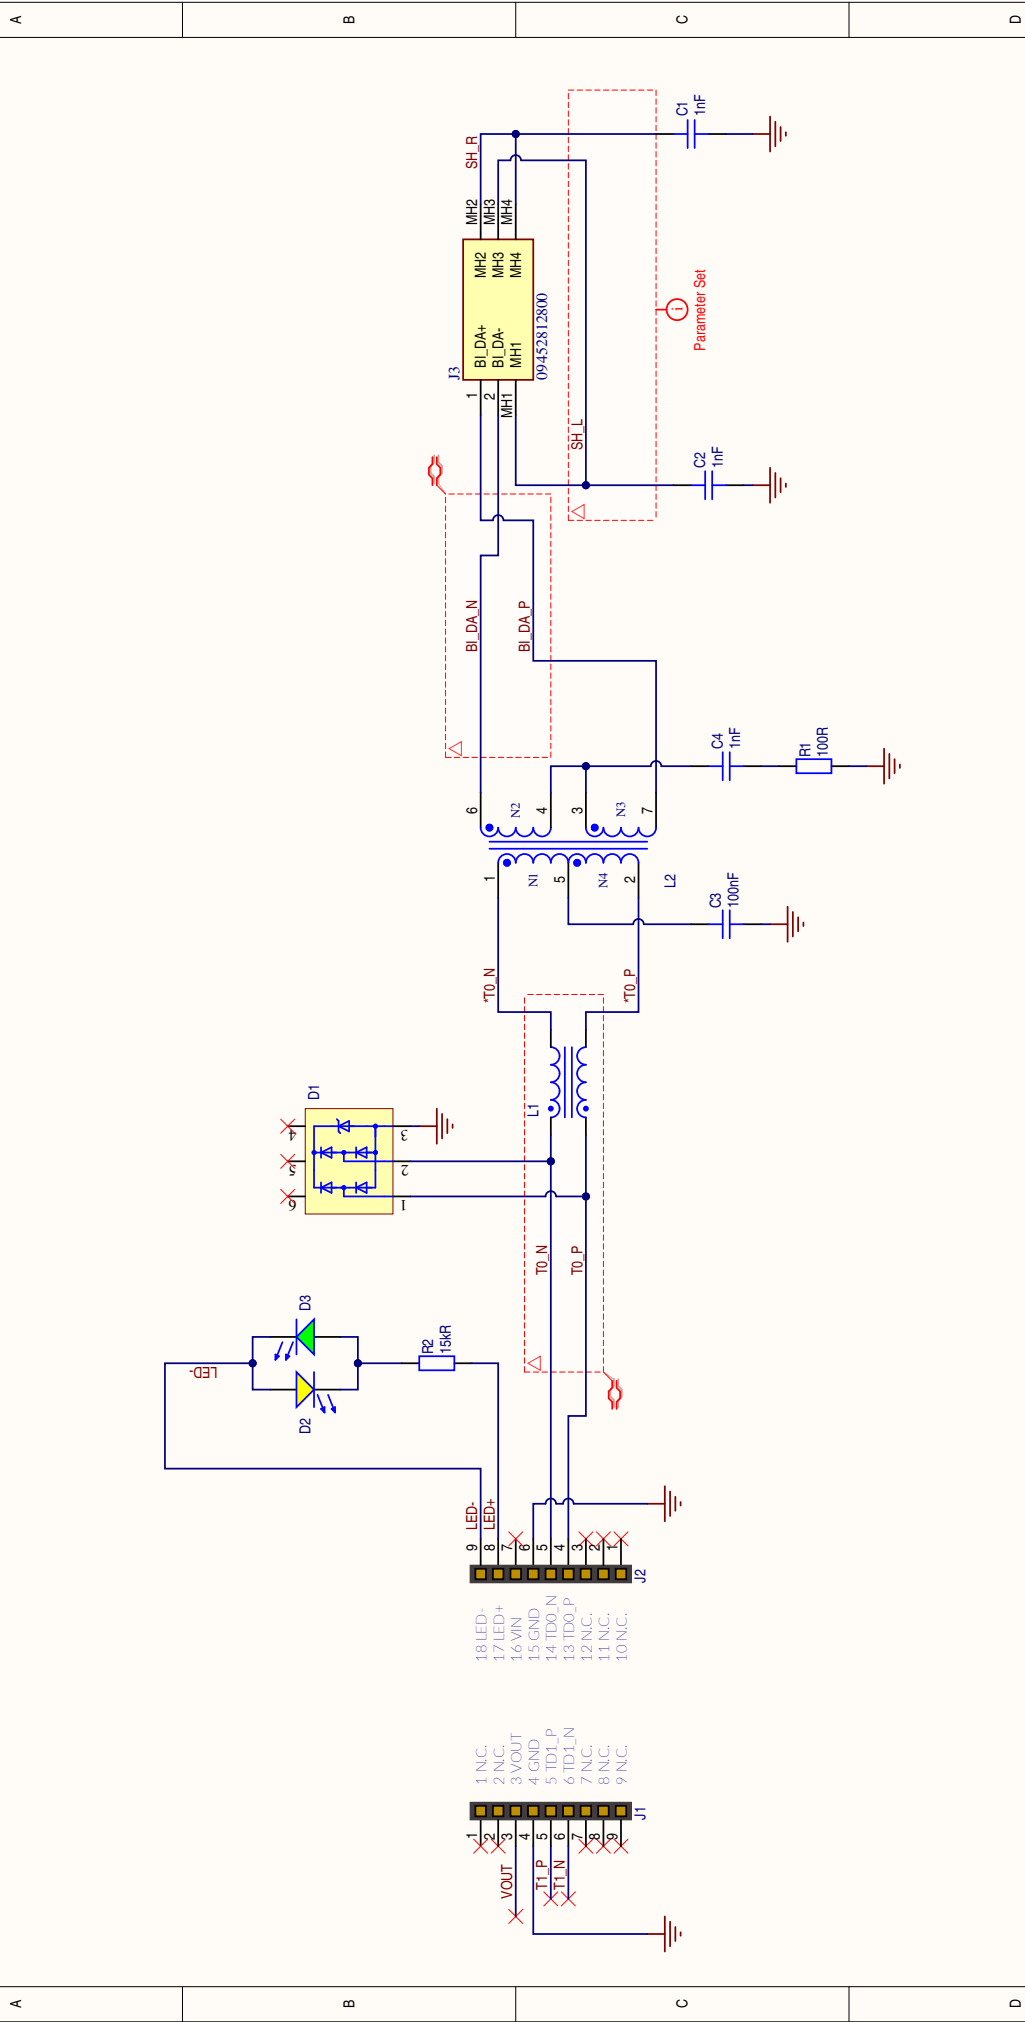 A
B
C
D
J1
1
2
3
4
5
6
7
8
9
VOUT
T1_P
T1_N
1 N.C.
2 N.C.
3 VOUT
4 GND
5 TD1_P
6 TD1_N
7 N.C.
8 N.C.
9 N.C.
18 LED-
17 LED+
16 VIN
15 GND
14 TD0_N
13 TD0_P
12 N.C.
11 N.C.
10 N.C.
J2
9
8
7
6
5
4
3
2
1
LED-
LED+
LED-
D2
D3
R2
15kR
T0_N
T0_P
D1
6
5
4
1
2
3
L1
*T0_N
*T0_P
C3
100nF
L2
1
5
2
N1
N4
6
4
3
7
N2
N3
C4
1nF
R1
100R
BI_DA_N
BI_DA_P
SH_L
C2
1nF
J3
1
2
MH1
BI_DA+
BI_DA-
MH1
MH2
MH3
MH4
09452812800
MH2
MH3
MH4
SH_R
Parameter Set
C1
1nF
A
B
C
D